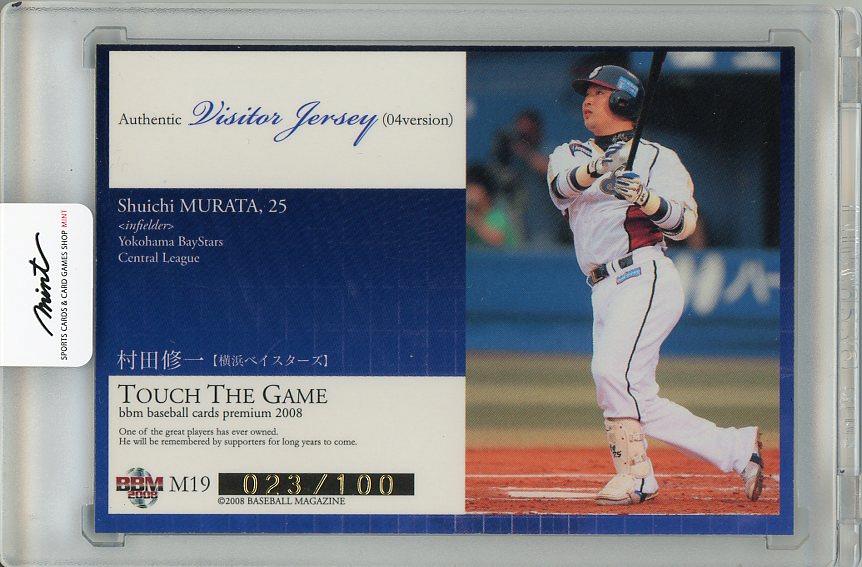 Authentic Visitor Jersey (04version)
Shuichi MURATA, 25
<infielder>
Yokohama BayStars
Central League
村田修一【横浜ベイスターズ】
TOUCH THE GAME
bbm baseball cards premium 2008
One of the great players has ever owned.
He will be remembered by supporters for long years to come.
BBM
2008
M19
023/100
©2008 BASEBALL MAGAZINE
mint
SPORTS CARDS & CARD GAMES SHOP MINT